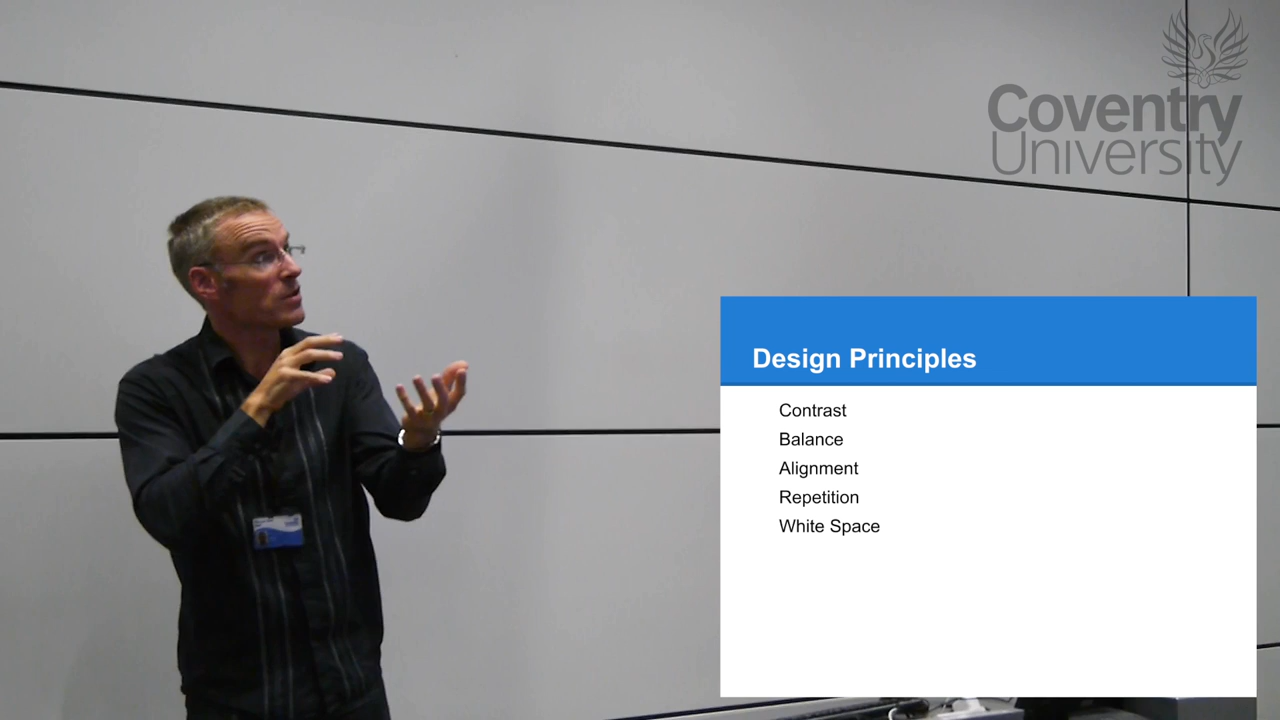 Coventry
University
Design Principles
Contrast
Balance
Alignment
Repetition
White Space